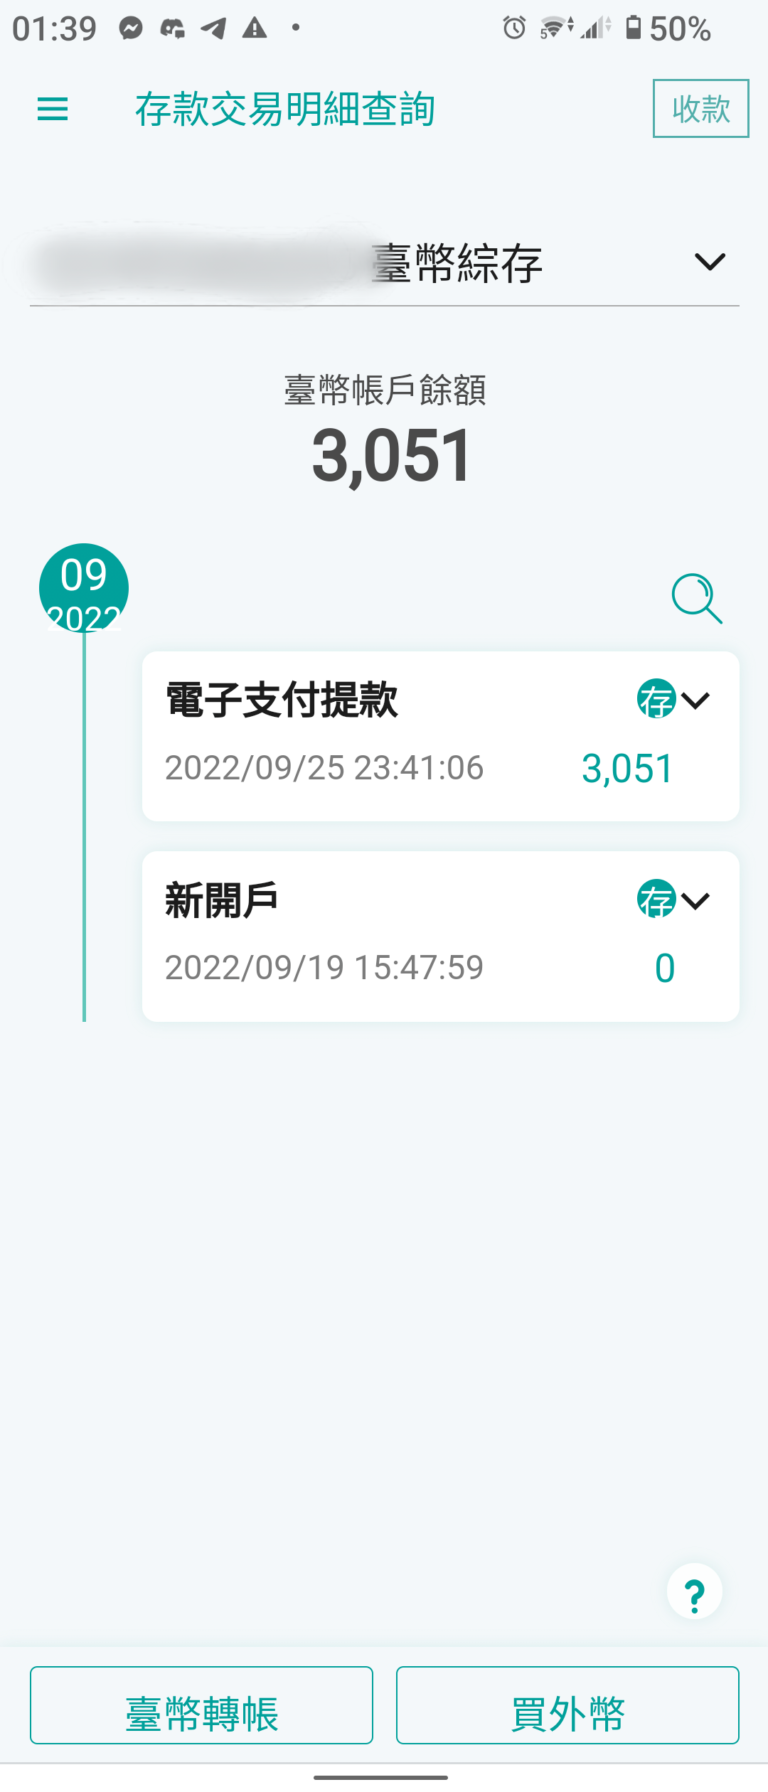 01:39
50%
存款交易明細查詢
收款
臺幣綜存
臺幣帳戶餘額
3,051
09
2022
電子支付提款
存
2022/09/25 23:41:06
3,051
新開戶
存
2022/09/19 15:47:59
0
?
臺幣轉帳
買外幣